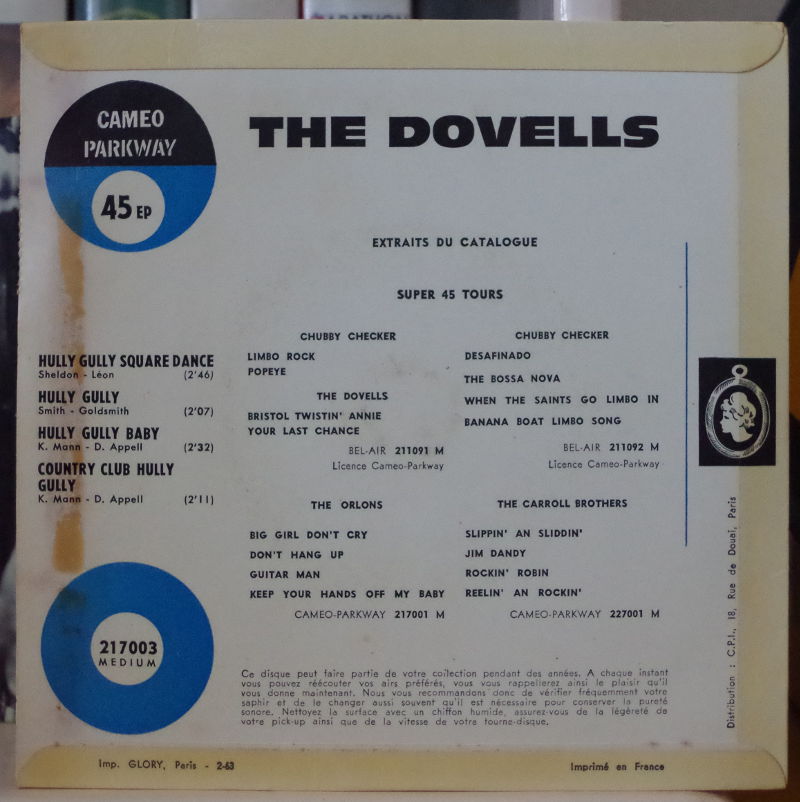 CAMEO
PARKWAY
45 EP
THE DOVELLS
EXTRAITS DU CATALOGUE
SUPER 45 TOURS
HULLY GULLY SQUARE DANCE
Sheldon - Léon (2'46)
HULLY GULLY
Smith - Goldsmith (2'07)
HULLY GULLY BABY
K. Mann - D. Appell (2'32)
COUNTRY CLUB HULLY
GULLY
K. Mann - D. Appell (2'11)
CHUBBY CHECKER
LIMBO ROCK
POPEYE
THE DOVELLS
BRISTOL TWISTIN' ANNIE
YOUR LAST CHANCE
BEL-AIR 211091 M
Licence Cameo-Parkway
CHUBBY CHECKER
DESAFINADO
THE BOSSA NOVA
WHEN THE SAINTS GO LIMBO IN
BANANA BOAT LIMBO SONG
BEL-AIR 211092 M
Licence Cameo-Parkway
THE ORLONS
BIG GIRL DON'T CRY
DON'T HANG UP
GUITAR MAN
KEEP YOUR HANDS OFF MY BABY
CAMEO-PARKWAY 217001 M
THE CARROLL BROTHERS
SLIPPIN' AN SLIDDIN'
JIM DANDY
ROCKIN' ROBIN
REELIN' AN ROCKIN'
CAMEO-PARKWAY 227001 M
217003
MEDIUM
Ce disque peut faire partie de votre collection pendant des années. A chaque instant
vous pouvez réécouter vos airs préférés, vous vous rappellerez ainsi le plaisir qu'il
vous donne maintenant. Nous vous recommandons donc de vérifier fréquemment votre
saphir et de le changer aussi souvent qu'il est nécessaire pour conserver la pureté
sonore. Nettoyez la surface avec un chiffon humide, assurez-vous de la légèreté de
votre pick-up ainsi que de la vitesse de votre tourne-disque.
Distribution : C.P.I., 18, Rue de Douai, Paris
Imp. GLORY, Paris - 2-63
Imprimé en France